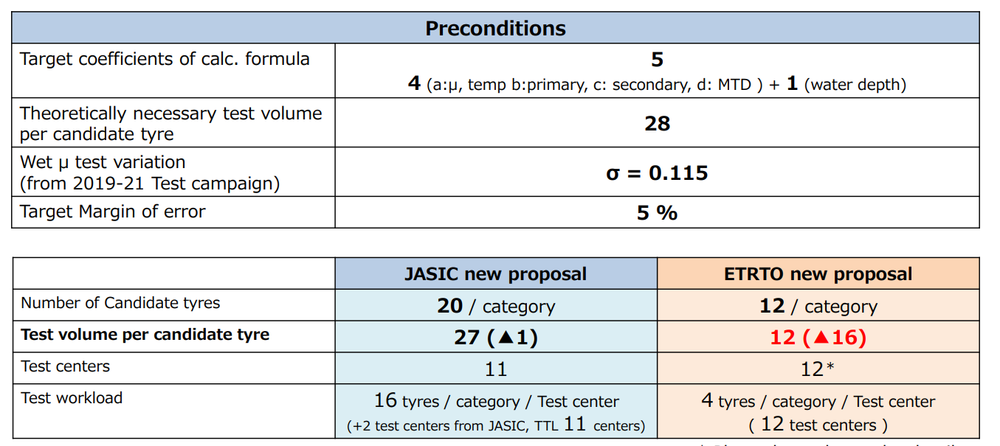 Preconditions
Target coefficients of calc. formula
5
4 (a:μ, temp b:primary, c: secondary, d: MTD ) + 1 (water depth)
Theoretically necessary test volume
per candidate tyre
28
Wet μ test variation
(from 2019-21 Test campaign)
σ = 0.115
Target Margin of error
5 %
JASIC new proposal
ETRTO new proposal
Number of Candidate tyres
20 / category
12 / category
Test volume per candidate tyre
27 (▲1)
12 (▲16)
Test centers
11
12*
Test workload
16 tyres / category / Test center
(+2 test centers from JASIC, TTL 11 centers)
4 tyres / category / Test center
( 12 test centers )